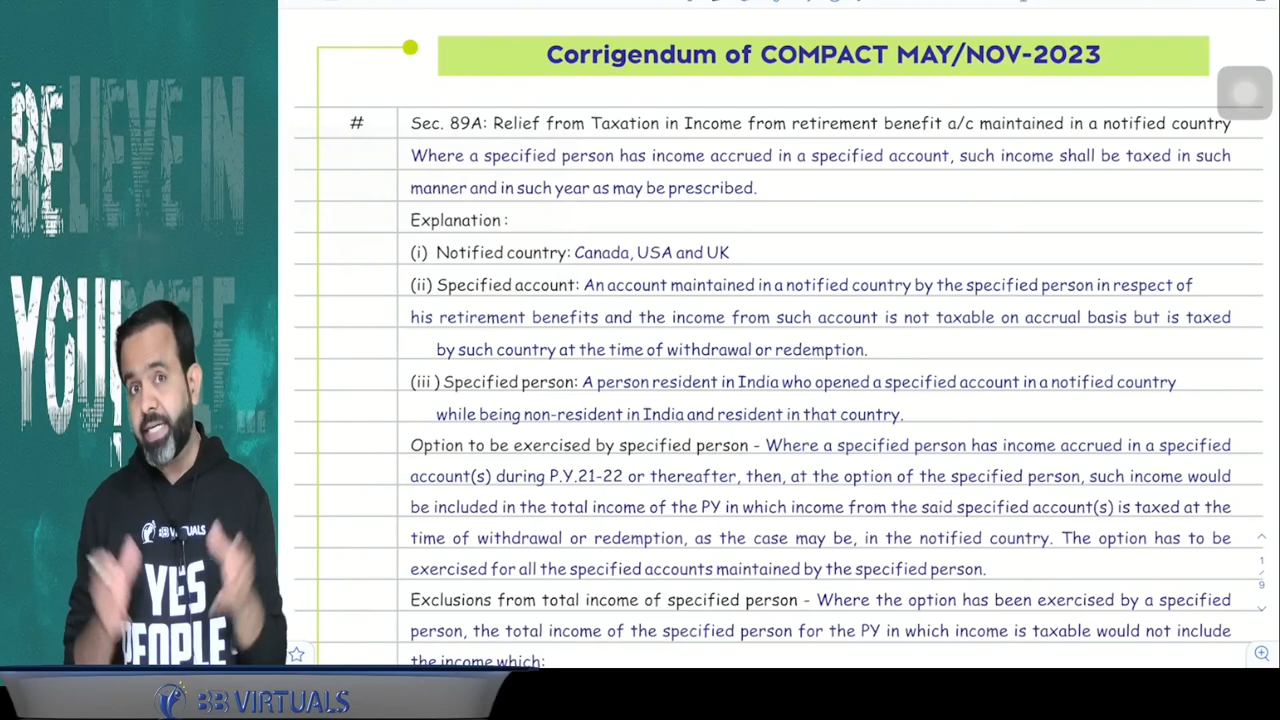 BELIEVE IN
YOURSELF...
Corrigendum of COMPACT MAY/NOV-2023
# Sec. 89A: Relief from Taxation in Income from retirement benefit a/c maintained in a notified country
Where a specified person has income accrued in a specified account, such income shall be taxed in such
manner and in such year as may be prescribed.
Explanation :
(i) Notified country: Canada, USA and UK
(ii) Specified account: An account maintained in a notified country by the specified person in respect of
his retirement benefits and the income from such account is not taxable on accrual basis but is taxed
by such country at the time of withdrawal or redemption.
(iii ) Specified person: A person resident in India who opened a specified account in a notified country
while being non-resident in India and resident in that country.
Option to be exercised by specified person - Where a specified person has income accrued in a specified
account(s) during P.Y.21-22 or thereafter, then, at the option of the specified person, such income would
be included in the total income of the PY in which income from the said specified account(s) is taxed at the
time of withdrawal or redemption, as the case may be, in the notified country. The option has to be
exercised for all the specified accounts maintained by the specified person.
Exclusions from total income of specified person - Where the option has been exercised by a specified
person, the total income of the specified person for the PY in which income is taxable would not include
the income which:
1
/
9
BB VIRTUALS
YES
PEOPLE
BB VIRTUALS